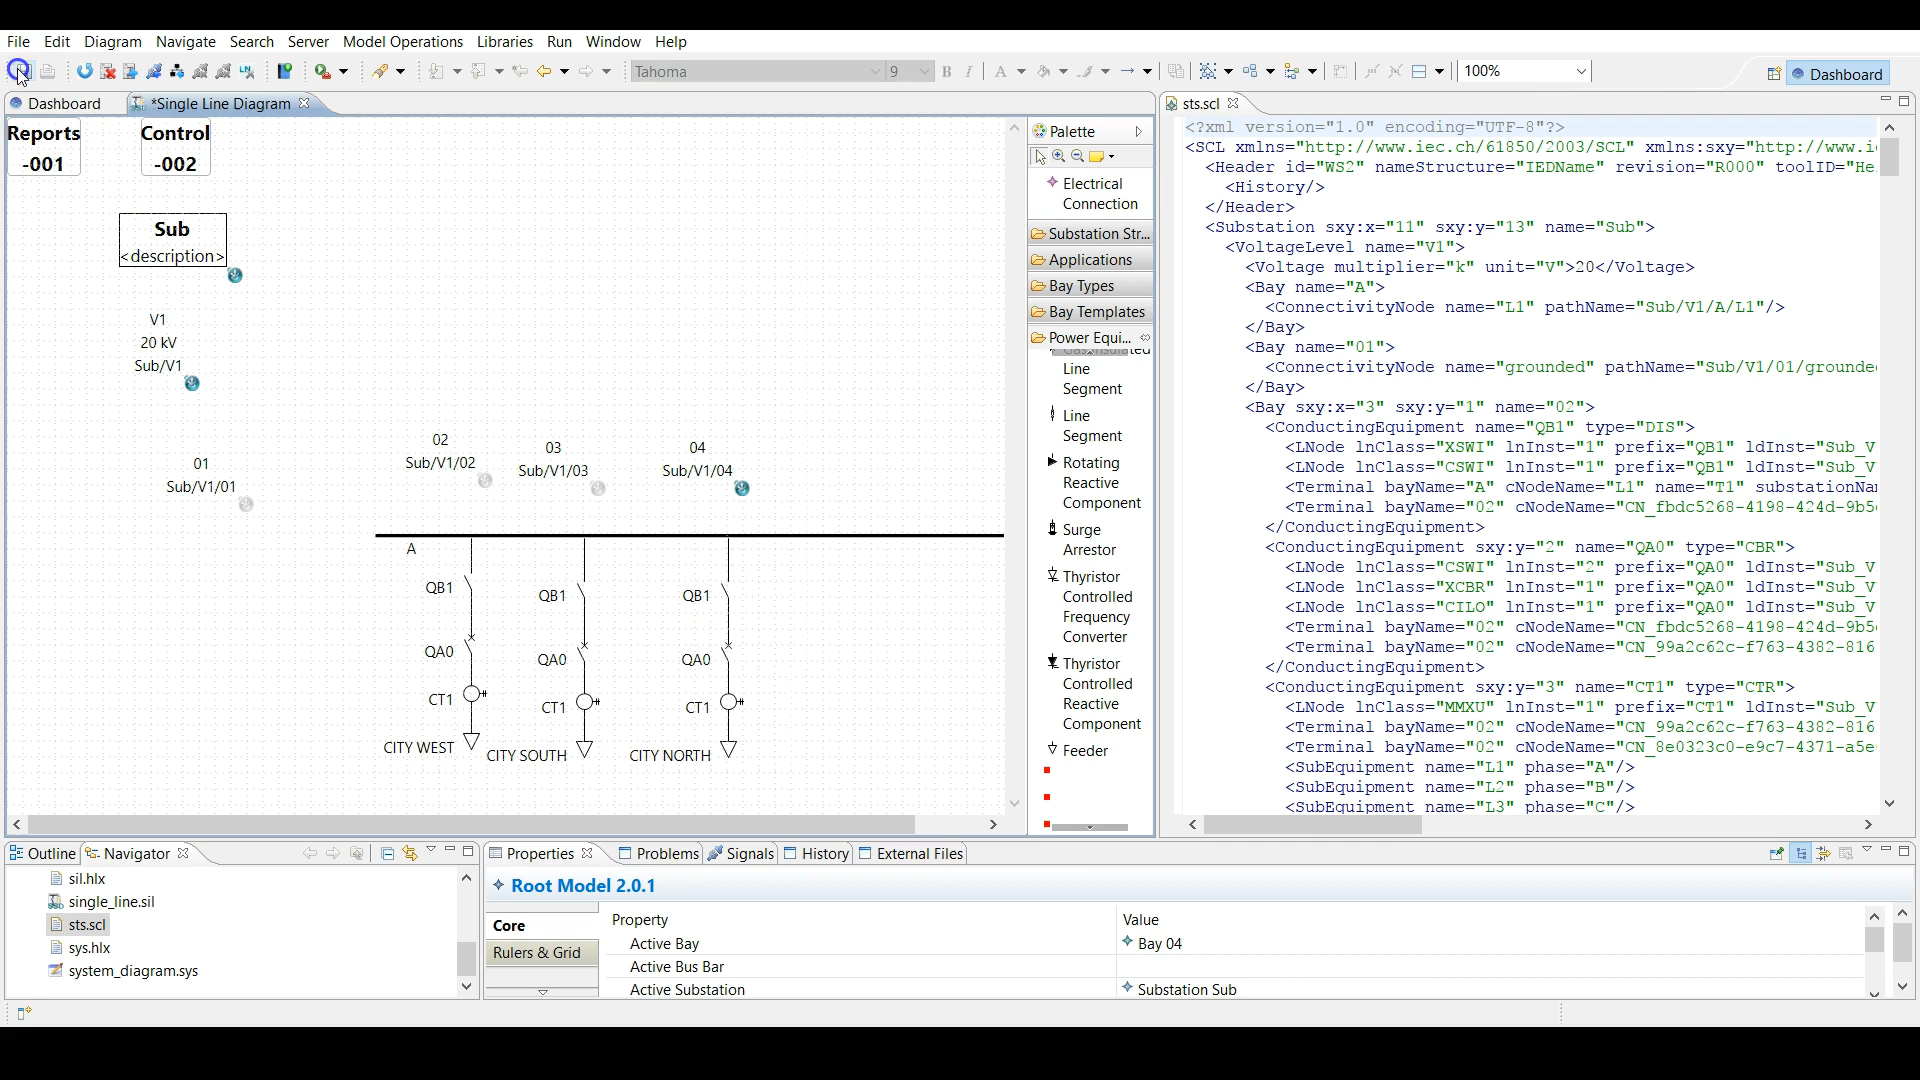 File Edit Diagram Navigate Search Server Model Operations Libraries Run Window Help
Tahoma 9 B I A 100% Dashboard
Dashboard *Single Line Diagram
Reports
-001
Control
-002
Sub
<description>
V1
20 kV
Sub/V1
01
Sub/V1/01
02
Sub/V1/02
03
Sub/V1/03
04
Sub/V1/04
A
QB1
QA0
CT1
CITY WEST
QB1
QA0
CT1
CITY SOUTH
QB1
QA0
CT1
CITY NORTH
Palette
Electrical
Connection
Substation Str...
Applications
Bay Types
Bay Templates
Power Equi...
Line
Segment
Line
Segment
Rotating
Reactive
Component
Surge
Arrestor
Thyristor
Controlled
Frequency
Converter
Thyristor
Controlled
Reactive
Component
Feeder
sts.scl
<?xml version="1.0" encoding="UTF-8"?>
<SCL xmlns="http://www.iec.ch/61850/2003/SCL" xmlns:sxy="http://www.i
<Header id="WS2" nameStructure="IEDName" revision="R000" toolID="He
<History/>
</Header>
<Substation sxy:x="11" sxy:y="13" name="Sub">
<VoltageLevel name="V1">
<Voltage multiplier="k" unit="V">20</Voltage>
<Bay name="A">
<ConnectivityNode name="L1" pathName="Sub/V1/A/L1"/>
</Bay>
<Bay name="01">
<ConnectivityNode name="grounded" pathName="Sub/V1/01/grounde
</Bay>
<Bay sxy:x="3" sxy:y="1" name="02">
<ConductingEquipment name="QB1" type="DIS">
<LNode lnClass="XSWI" lnInst="1" prefix="QB1" ldInst="Sub_V
<LNode lnClass="CSWI" lnInst="1" prefix="QB1" ldInst="Sub_V
<Terminal bayName="A" cNodeName="L1" name="T1" substationNa
<Terminal bayName="02" cNodeName="CN_fbdc5268-4198-424d-9b5
</ConductingEquipment>
<ConductingEquipment sxy:y="2" name="QA0" type="CBR">
<LNode lnClass="CSWI" lnInst="2" prefix="QA0" ldInst="Sub_V
<LNode lnClass="XCBR" lnInst="1" prefix="QA0" ldInst="Sub_V
<LNode lnClass="CILO" lnInst="1" prefix="QA0" ldInst="Sub_V
<Terminal bayName="02" cNodeName="CN_fbdc5268-4198-424d-9b5
<Terminal bayName="02" cNodeName="CN_99a2c62c-f763-4382-816
</ConductingEquipment>
<ConductingEquipment sxy:y="3" name="CT1" type="CTR">
<LNode lnClass="MMXU" lnInst="1" prefix="CT1" ldInst="Sub_V
<Terminal bayName="02" cNodeName="CN_99a2c62c-f763-4382-816
<Terminal bayName="02" cNodeName="CN_8e0323c0-e9c7-4371-a5e
<SubEquipment name="L1" phase="A"/>
<SubEquipment name="L2" phase="B"/>
<SubEquipment name="L3" phase="C"/>
Outline Navigator
sil.hlx
single_line.sil
sts.scl
sys.hlx
system_diagram.sys
Properties Problems Signals History External Files
Root Model 2.0.1
Core
Rulers & Grid
Property Value
Active Bay Bay 04
Active Bus Bar
Active Substation Substation Sub